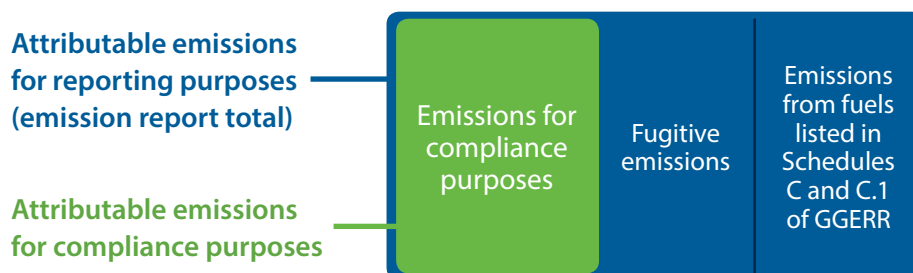 Attributable emissions
for reporting purposes
(emission report total)
Attributable emissions
for compliance purposes
Emissions for
compliance
purposes
Fugitive
emissions
Emissions
from fuels
listed in
Schedules
C and C.1
of GGERR